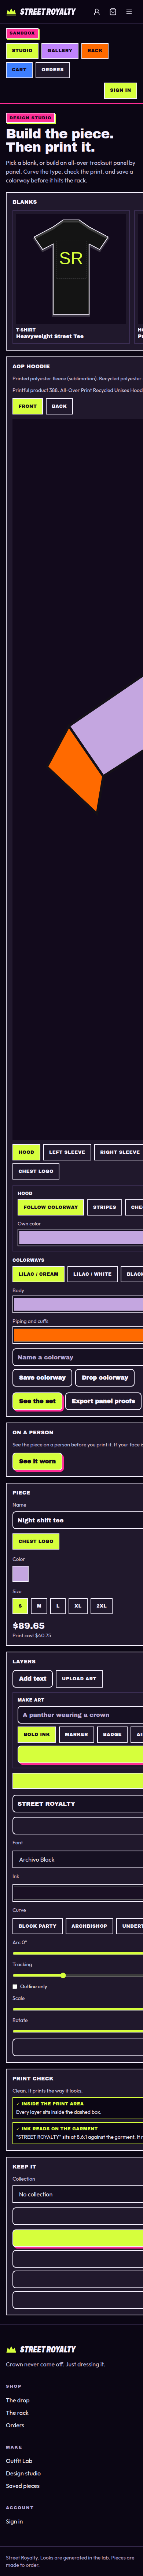 STREET ROYALTY
SANDBOX
STUDIO
GALLERY
RACK
CART
ORDERS
SIGN IN
DESIGN STUDIO
Build the piece.
Then print it.
Pick a blank, or build an all-over tracksuit panel by
panel. Curve the type, check the print, and save a
colorway before it hits the rack.
BLANKS
SR
T-SHIRT
Heavyweight Street Tee
AOP HOODIE
Printed polyester fleece (sublimation). Recycled polyester
Printful product 388. All-Over Print Recycled Unisex Hood
FRONT
BACK
HOOD
LEFT SLEEVE
RIGHT SLEEVE
CHEST LOGO
HOOD
FOLLOW COLORWAY
STRIPES
CHE
Own color
COLORWAYS
LILAC / CREAM
LILAC / WHITE
BLACK
Body
Piping and cuffs
Name a colorway
Save colorway
Drop colorway
See the set
Export panel proofs
ON A PERSON
See the piece on a person before you print it. If your face is
See it worn
PIECE
Name
Night shift tee
CHEST LOGO
Color
Size
S
M
L
XL
2XL
$89.65
Print cost $40.75
LAYERS
Add text
UPLOAD ART
MAKE ART
A panther wearing a crown
BOLD INK
MARKER
BADGE
AI
STREET ROYALTY
Font
Archivo Black
Ink
Curve
BLOCK PARTY
ARCHBISHOP
UNDERT
Arc 0°
Tracking
Outline only
Scale
Rotate
PRINT CHECK
Clean. It prints the way it looks.
✓ INSIDE THE PRINT AREA
Every layer sits inside the dashed box.
✓ INK READS ON THE GARMENT
"STREET ROYALTY" sits at 8.6:1 against the garment. It r
KEEP IT
Collection
No collection
STREET ROYALTY
Crown never came off. Just dressing it.
SHOP
The drop
The rack
Orders
MAKE
Outfit Lab
Design studio
Saved pieces
ACCOUNT
Sign in
Street Royalty. Looks are generated in the lab. Pieces are
made to order.